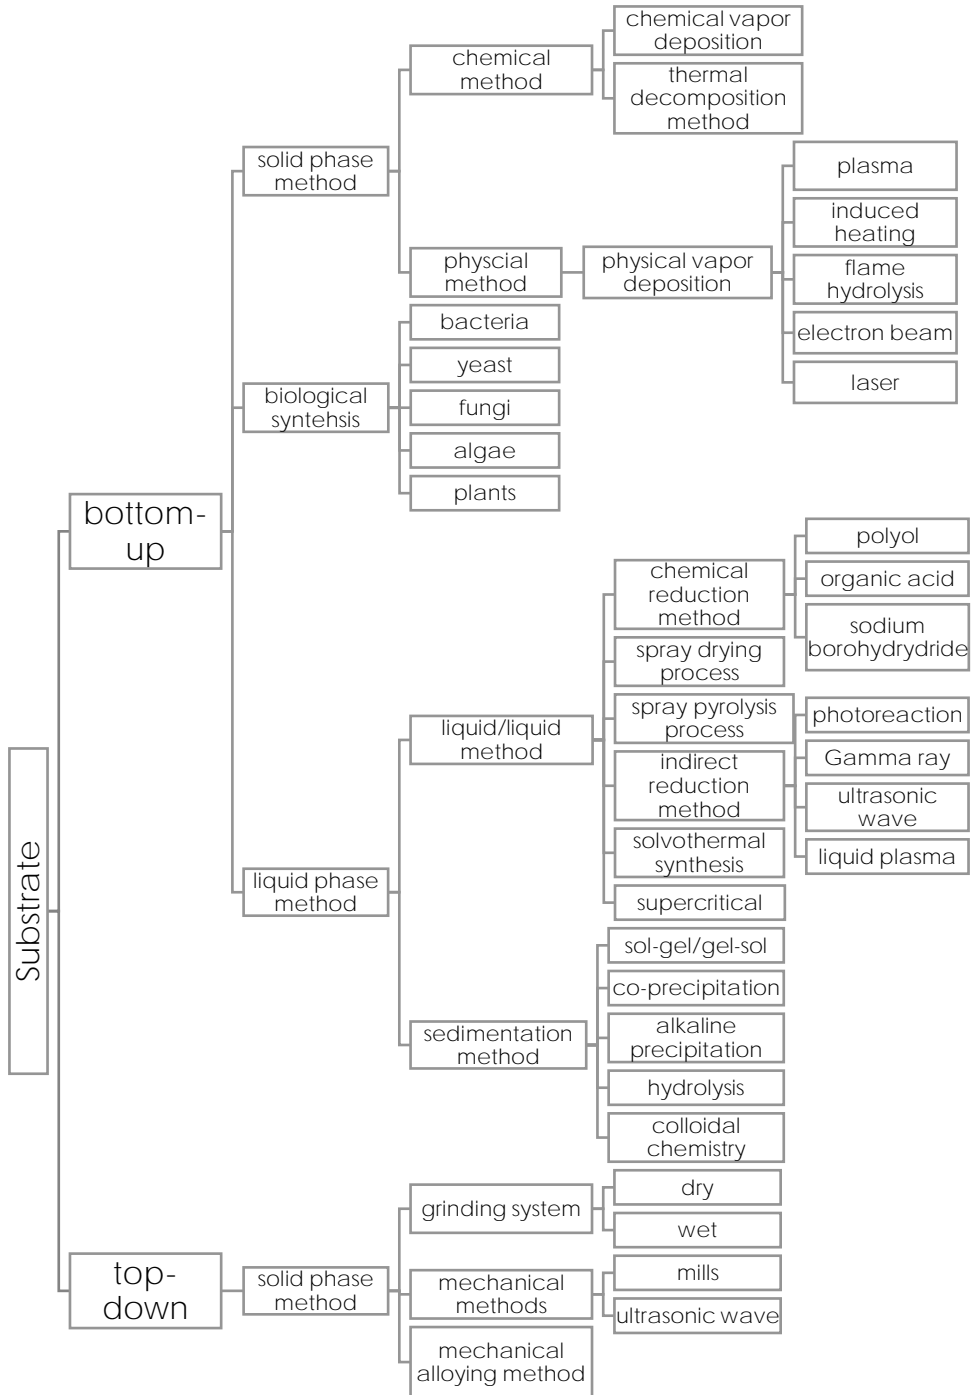 chemical vapor
deposition
chemical
method
thermal
decomposition
method
solid phase
method
plasma
induced
heating
physcial
method
physical vapor
deposition
flame
hydrolysis
electron beam
laser
bacteria
yeast
biological
syntehsis
fungi
algae
plants
bottom-
up
polyol
chemical
reduction
method
organic acid
sodium
borohydrydride
spray drying
process
spray pyrolysis
process
photoreaction
liquid/liquid
method
Gamma ray
indirect
reduction
method
ultrasonic
wave
solvothermal
synthesis
liquid plasma
liquid phase
method
supercritical
Substrate
sol-gel/gel-sol
co-precipitation
sedimentation
method
alkaline
precipitation
hydrolysis
colloidal
chemistry
grinding system
dry
wet
top-
down
solid phase
method
mechanical
methods
mills
ultrasonic wave
mechanical
alloying method